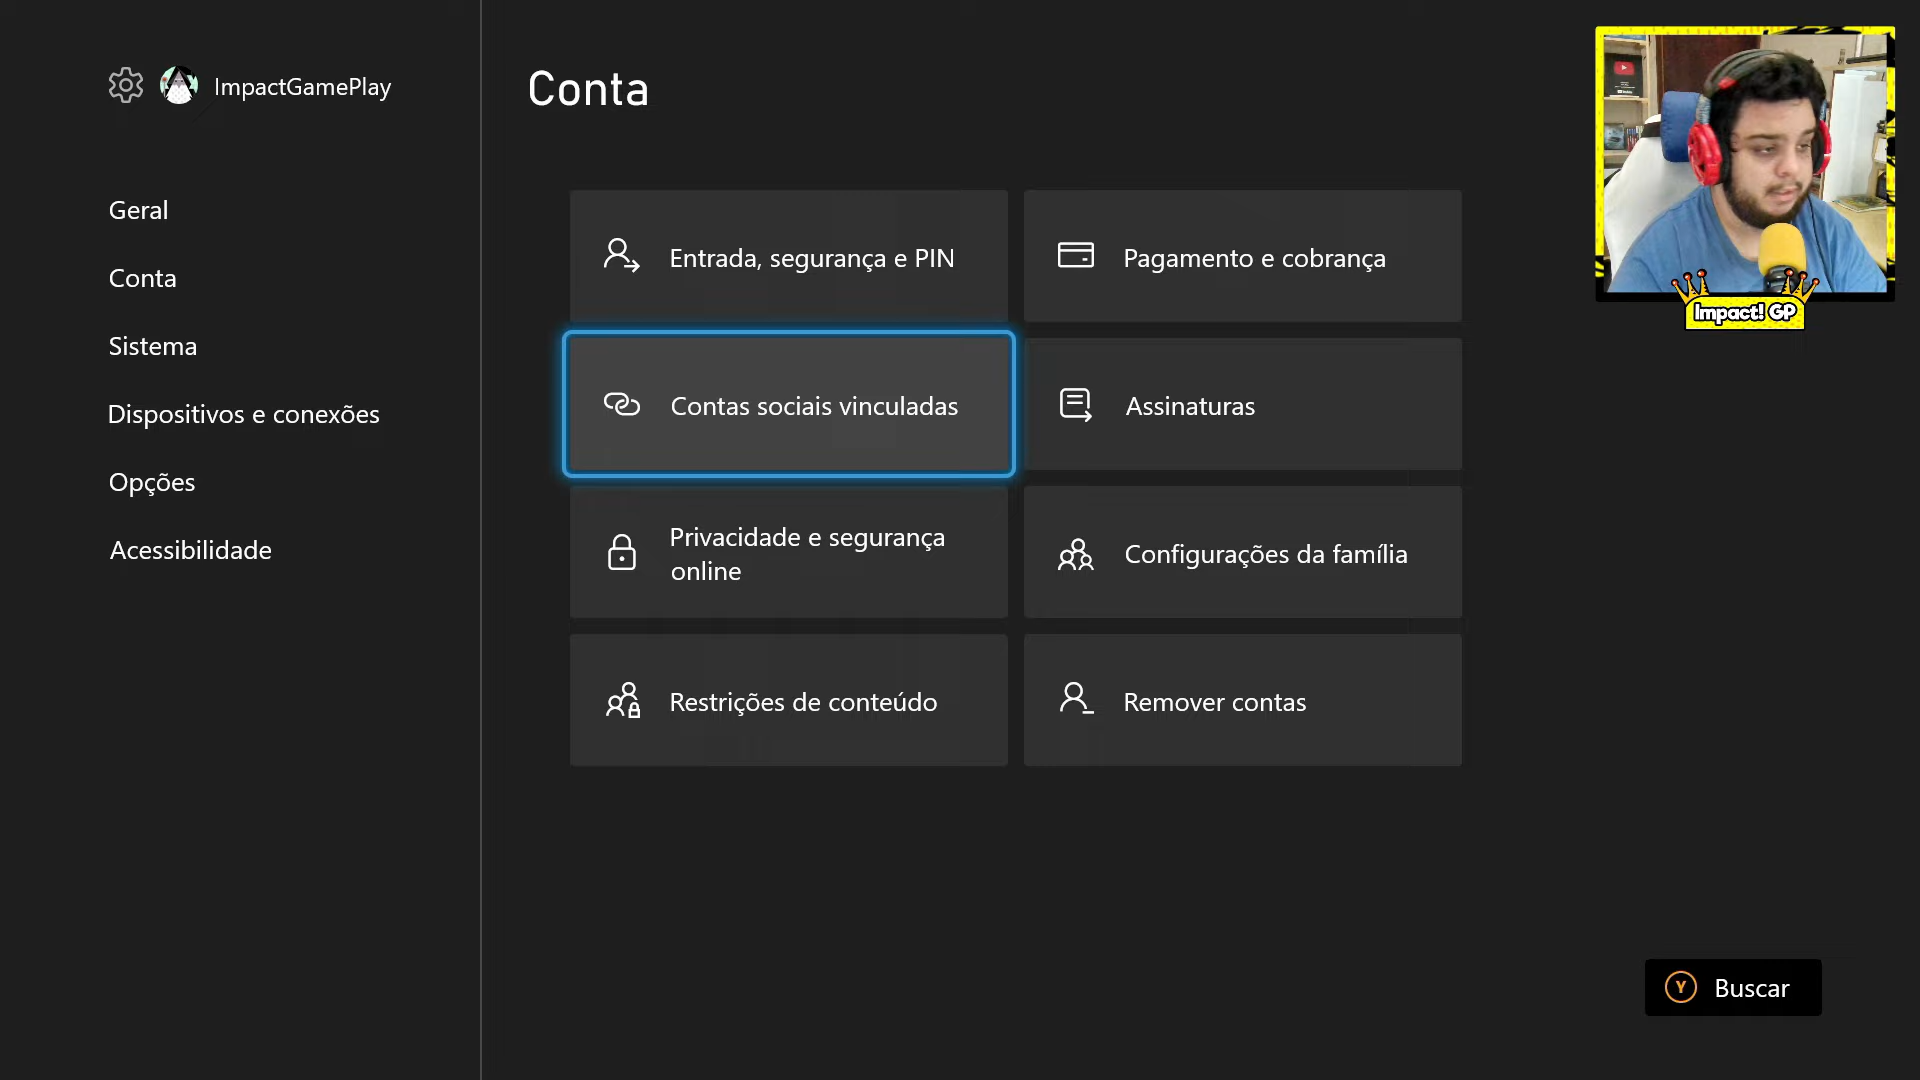 ImpactGamePlay
Geral
Conta
Sistema
Dispositivos e conexões
Opções
Acessibilidade
Conta
Entrada, segurança e PIN
Pagamento e cobrança
Contas sociais vinculadas
Assinaturas
Privacidade e segurança
online
Configurações da família
Restrições de conteúdo
Remover contas
Impact! GP
Y Buscar